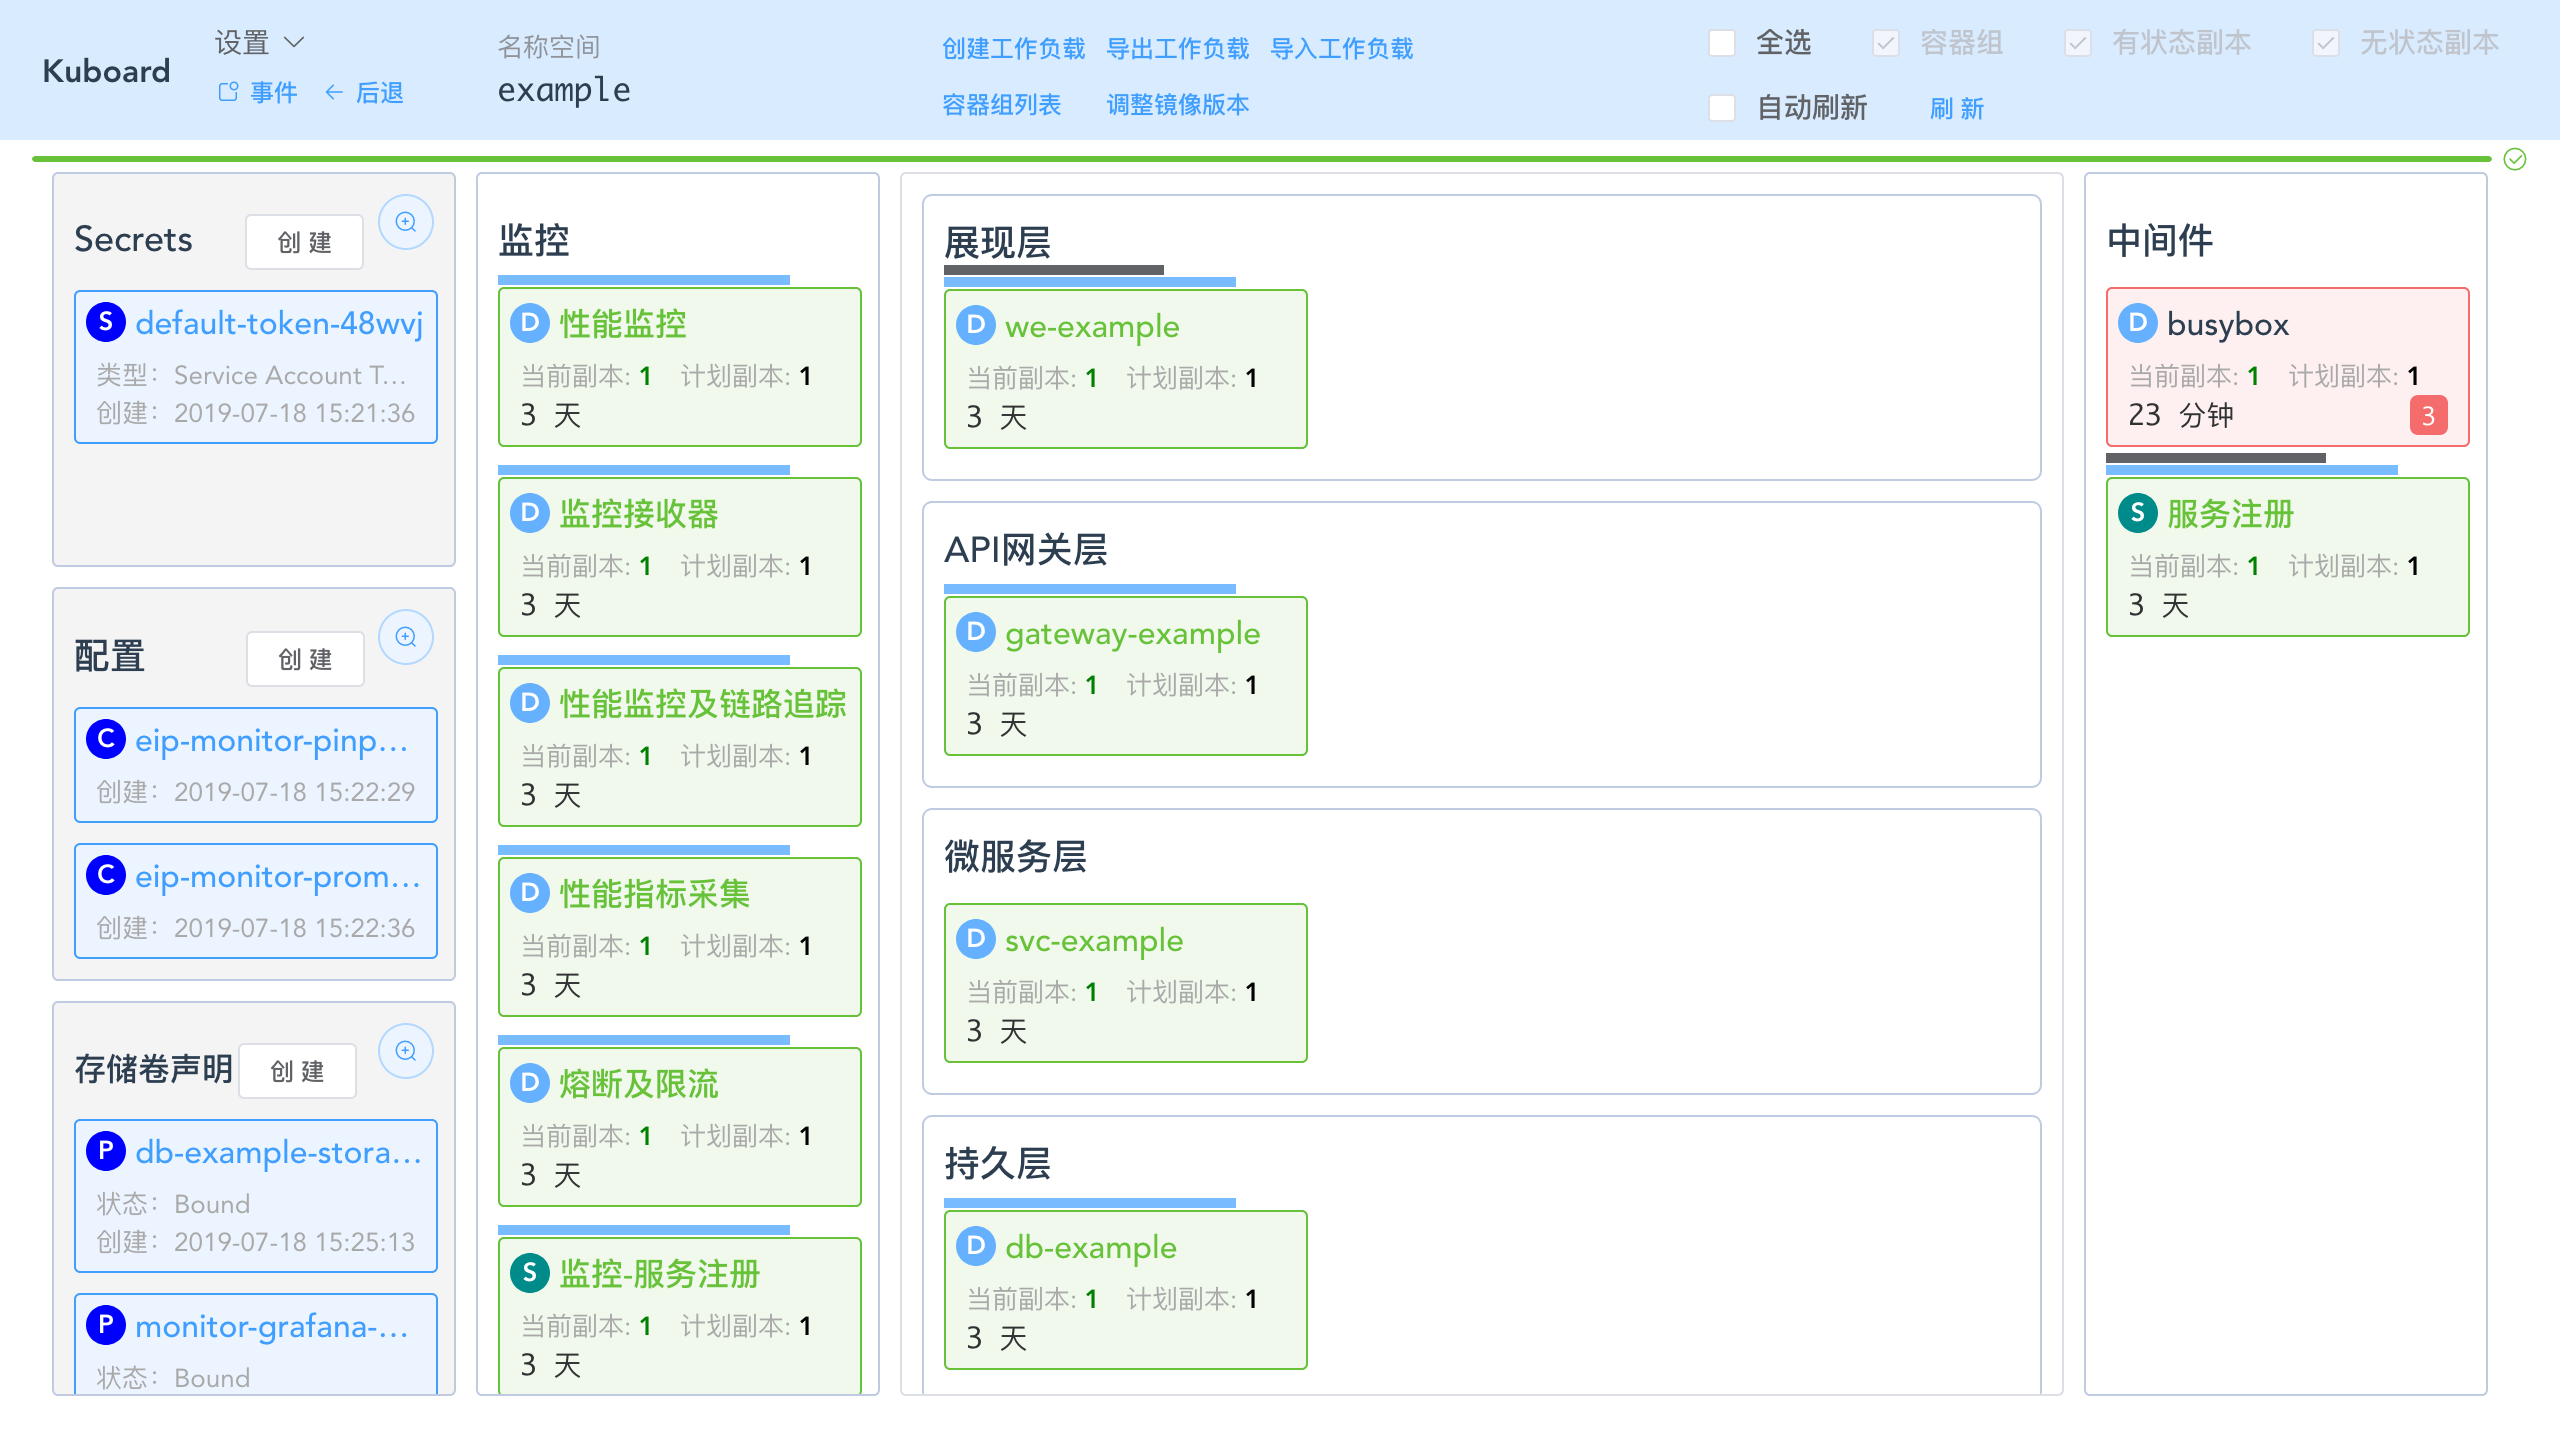 Kuboard
设置
事件 后退
名称空间
example
创建工作负载 导出工作负载 导入工作负载
容器组列表 调整镜像版本
全选 容器组 有状态副本 无状态副本
自动刷新 刷 新
Secrets 创 建
S default-token-48wvj
类型：Service Account T...
创建：2019-07-18 15:21:36
配置 创 建
C eip-monitor-pinp...
创建：2019-07-18 15:22:29
C eip-monitor-prom...
创建：2019-07-18 15:22:36
存储卷声明 创 建
P db-example-stora...
状态：Bound
创建：2019-07-18 15:25:13
P monitor-grafana-...
状态：Bound
监控
D 性能监控
当前副本: 1 计划副本: 1
3 天
D 监控接收器
当前副本: 1 计划副本: 1
3 天
D 性能监控及链路追踪
当前副本: 1 计划副本: 1
3 天
D 性能指标采集
当前副本: 1 计划副本: 1
3 天
D 熔断及限流
当前副本: 1 计划副本: 1
3 天
S 监控-服务注册
当前副本: 1 计划副本: 1
3 天
展现层
D we-example
当前副本: 1 计划副本: 1
3 天
API网关层
D gateway-example
当前副本: 1 计划副本: 1
3 天
微服务层
D svc-example
当前副本: 1 计划副本: 1
3 天
持久层
D db-example
当前副本: 1 计划副本: 1
3 天
中间件
D busybox
当前副本: 1 计划副本: 1
23 分钟 3
S 服务注册
当前副本: 1 计划副本: 1
3 天